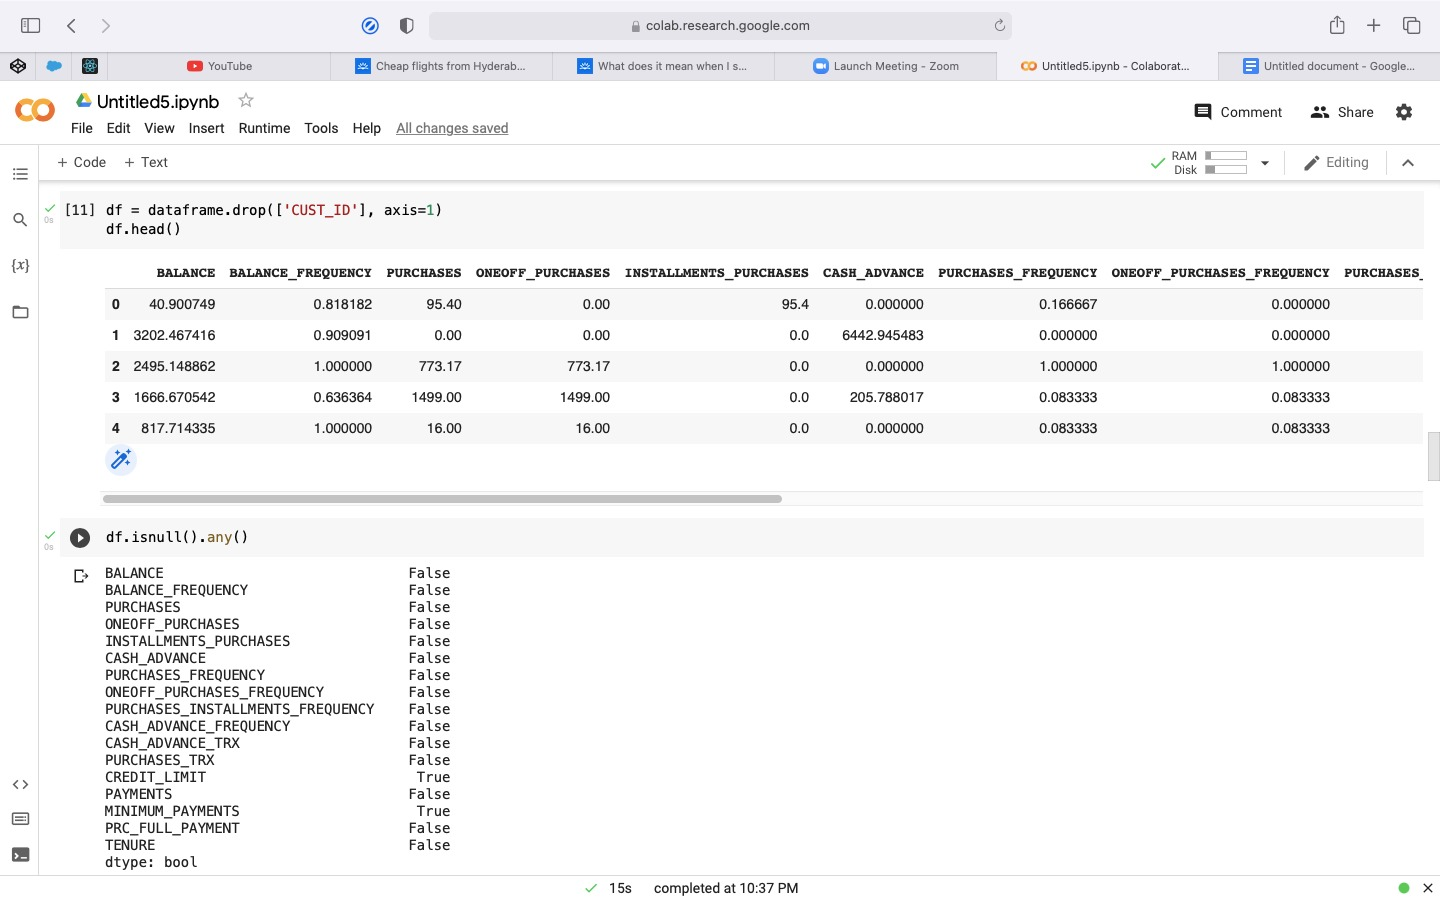 colab.research.google.com
YouTube
Cheap flights from Hyderab...
What does it mean when I s...
Launch Meeting - Zoom
Untitled5.ipynb - Colaborat...
Untitled document - Google...
Untitled5.ipynb
File Edit View Insert Runtime Tools Help All changes saved
Comment
Share
+ Code + Text
RAM
Disk
Editing
{x}
0s
[11] df = dataframe.drop(['CUST_ID'], axis=1)
df.head()
BALANCE BALANCE_FREQUENCY PURCHASES ONEOFF_PURCHASES INSTALLMENTS_PURCHASES CASH_ADVANCE PURCHASES_FREQUENCY ONEOFF_PURCHASES_FREQUENCY PURCHASES_
0 40.900749 0.818182 95.40 0.00 95.4 0.000000 0.166667 0.000000
1 3202.467416 0.909091 0.00 0.00 0.0 6442.945483 0.000000 0.000000
2 2495.148862 1.000000 773.17 773.17 0.0 0.000000 1.000000 1.000000
3 1666.670542 0.636364 1499.00 1499.00 0.0 205.788017 0.083333 0.083333
4 817.714335 1.000000 16.00 16.00 0.0 0.000000 0.083333 0.083333
0s
df.isnull().any()
BALANCE False
BALANCE_FREQUENCY False
PURCHASES False
ONEOFF_PURCHASES False
INSTALLMENTS_PURCHASES False
CASH_ADVANCE False
PURCHASES_FREQUENCY False
ONEOFF_PURCHASES_FREQUENCY False
PURCHASES_INSTALLMENTS_FREQUENCY False
CASH_ADVANCE_FREQUENCY False
CASH_ADVANCE_TRX False
PURCHASES_TRX False
CREDIT_LIMIT True
PAYMENTS False
MINIMUM_PAYMENTS True
PRC_FULL_PAYMENT False
TENURE False
dtype: bool
15s completed at 10:37 PM